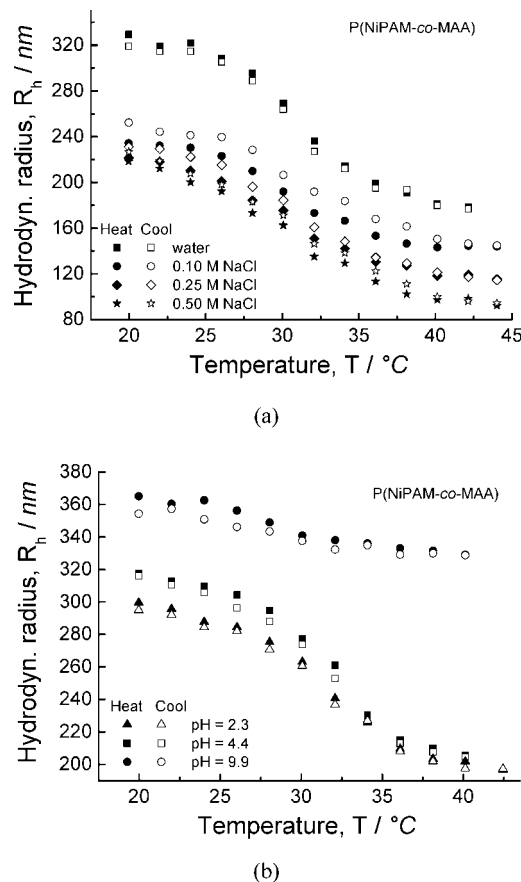 P(NiPAM-co-MAA)
Hydrodyn. radius, Rh / nm
320
280
240
200
160
120
80
Heat Cool
water
0.10 M NaCl
0.25 M NaCl
0.50 M NaCl
20 25 30 35 40 45
Temperature, T / °C
(a)
P(NiPAM-co-MAA)
Hydrodyn. radius, Rh / nm
380
360
340
320
300
280
260
240
220
200
Heat Cool
pH = 2.3
pH = 4.4
pH = 9.9
20 25 30 35 40
Temperature, T / °C
(b)